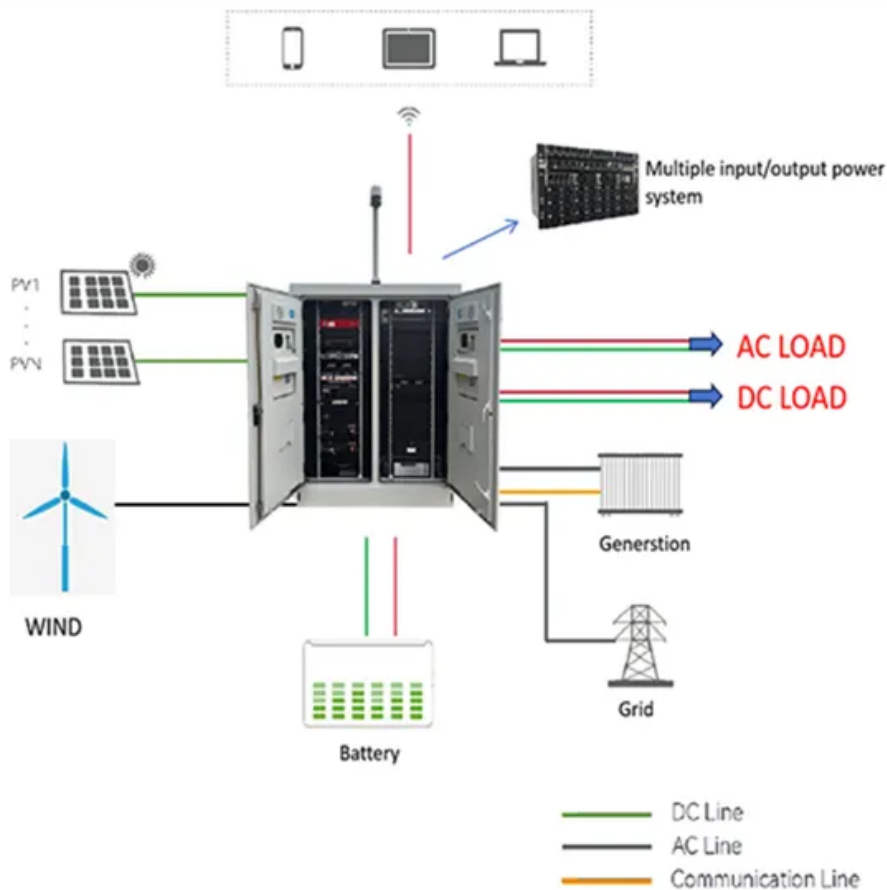 Multiple input/output power
system
PV1
PVN
AC LOAD
DC LOAD
Generstion
WIND
Grid
Battery
DC Line
AC Line
Communication Line